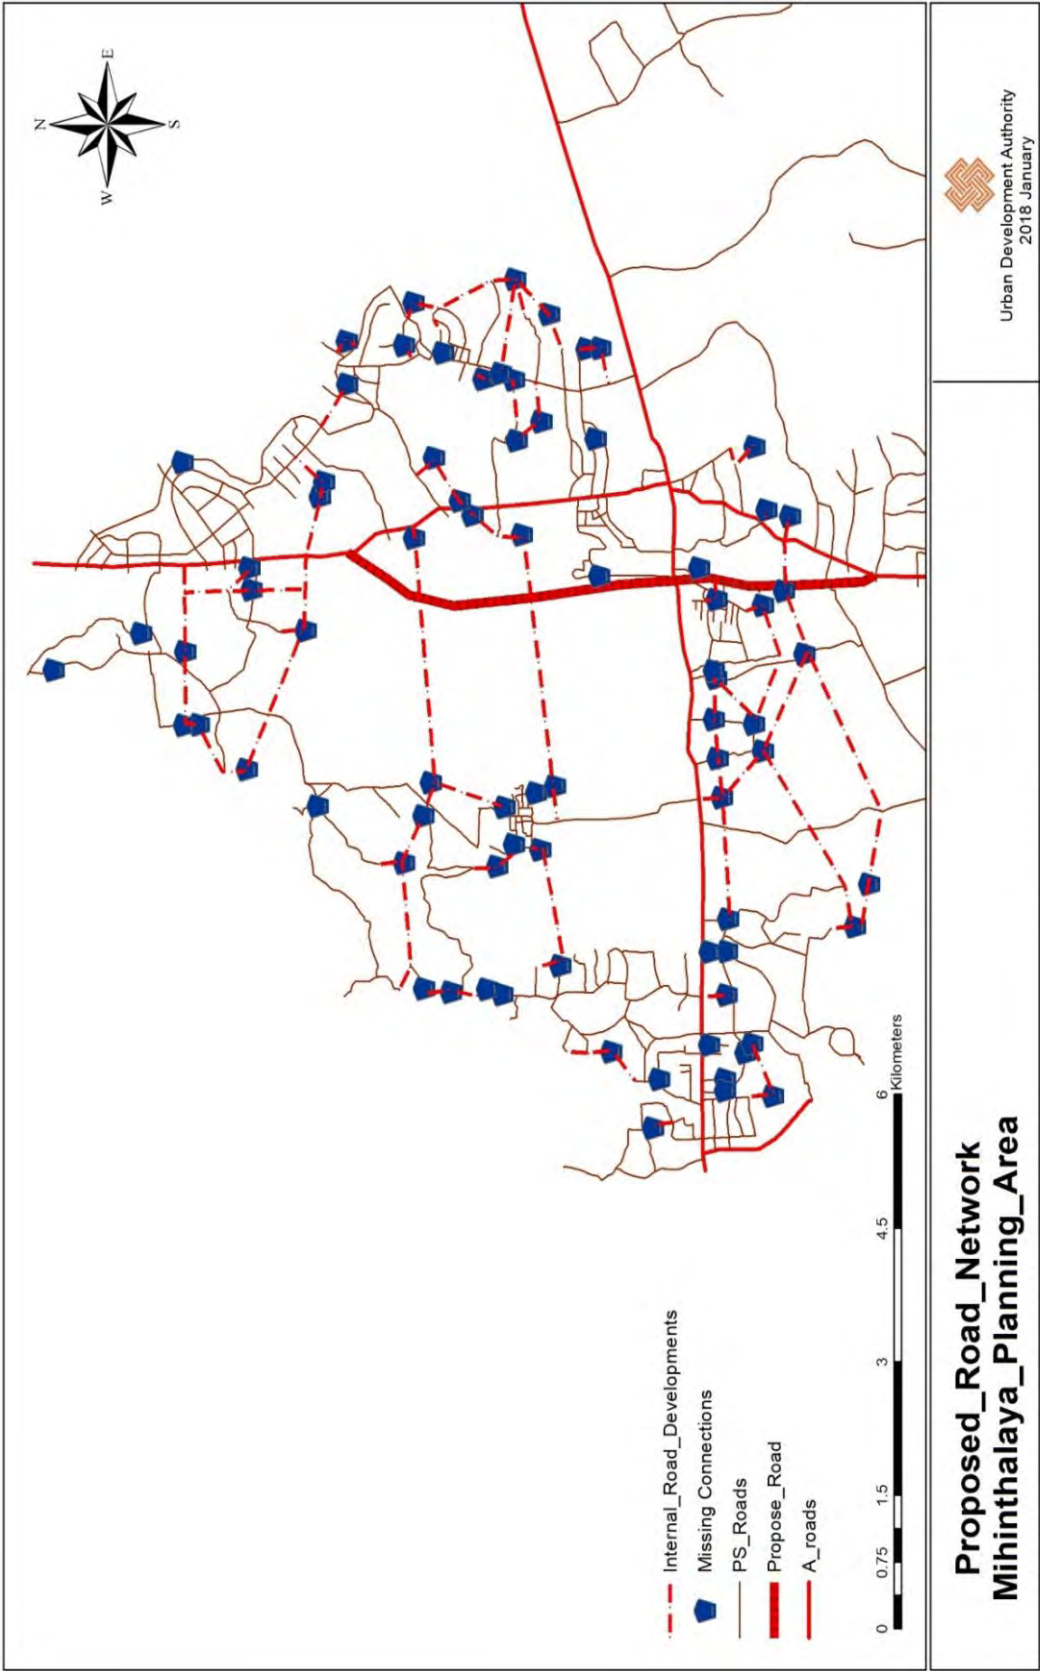 N
E
W
S
Internal_Road_Developments
Missing Connections
PS_Roads
Propose_Road
A_roads
0 0.75 1.5 3 4.5 6
Kilometers
Proposed_Road_Network
Mihinthalaya_Planning_Area
Urban Development Authority
2018 January